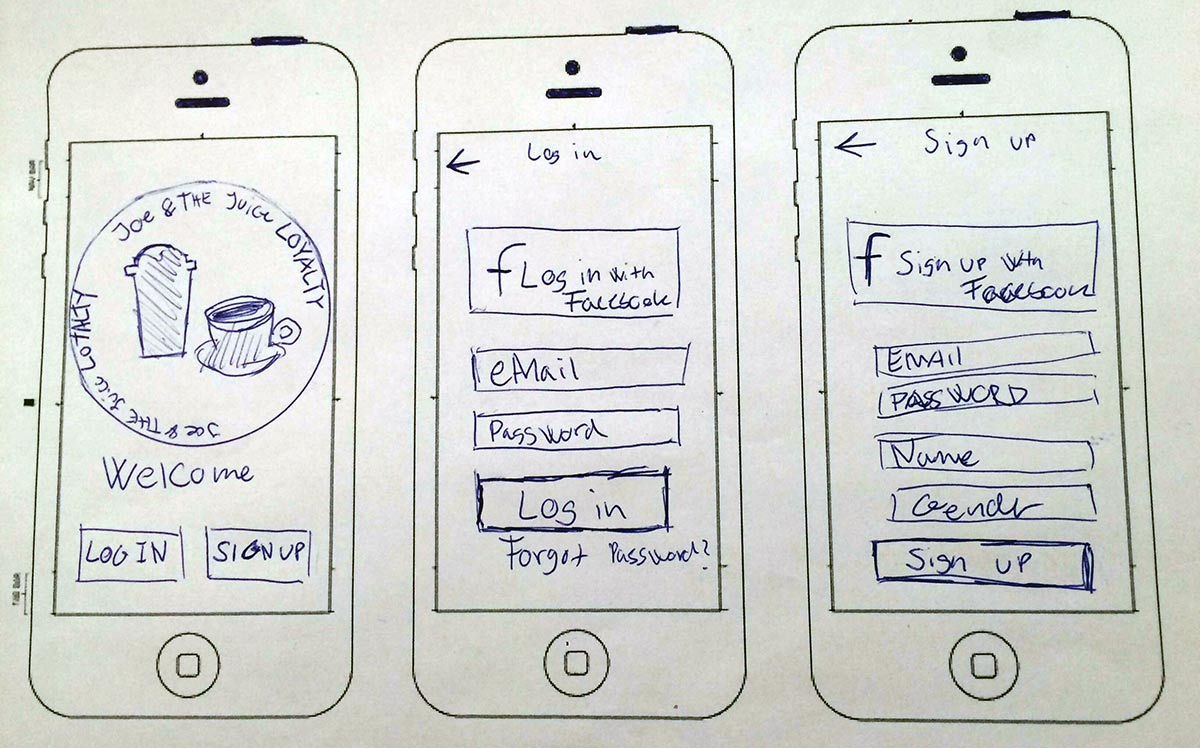 Joe & THE Juice LOYALTY
Joe & THE Juice LOYALTY
Welcome
LOG IN
SIGN UP
Log in
f Log in with
Facebook
eMail
Password
Log in
Forgot Password?
Sign up
f Sign up with
Facebook
EMAIL
PASSWORD
Name
Gendr
Sign up